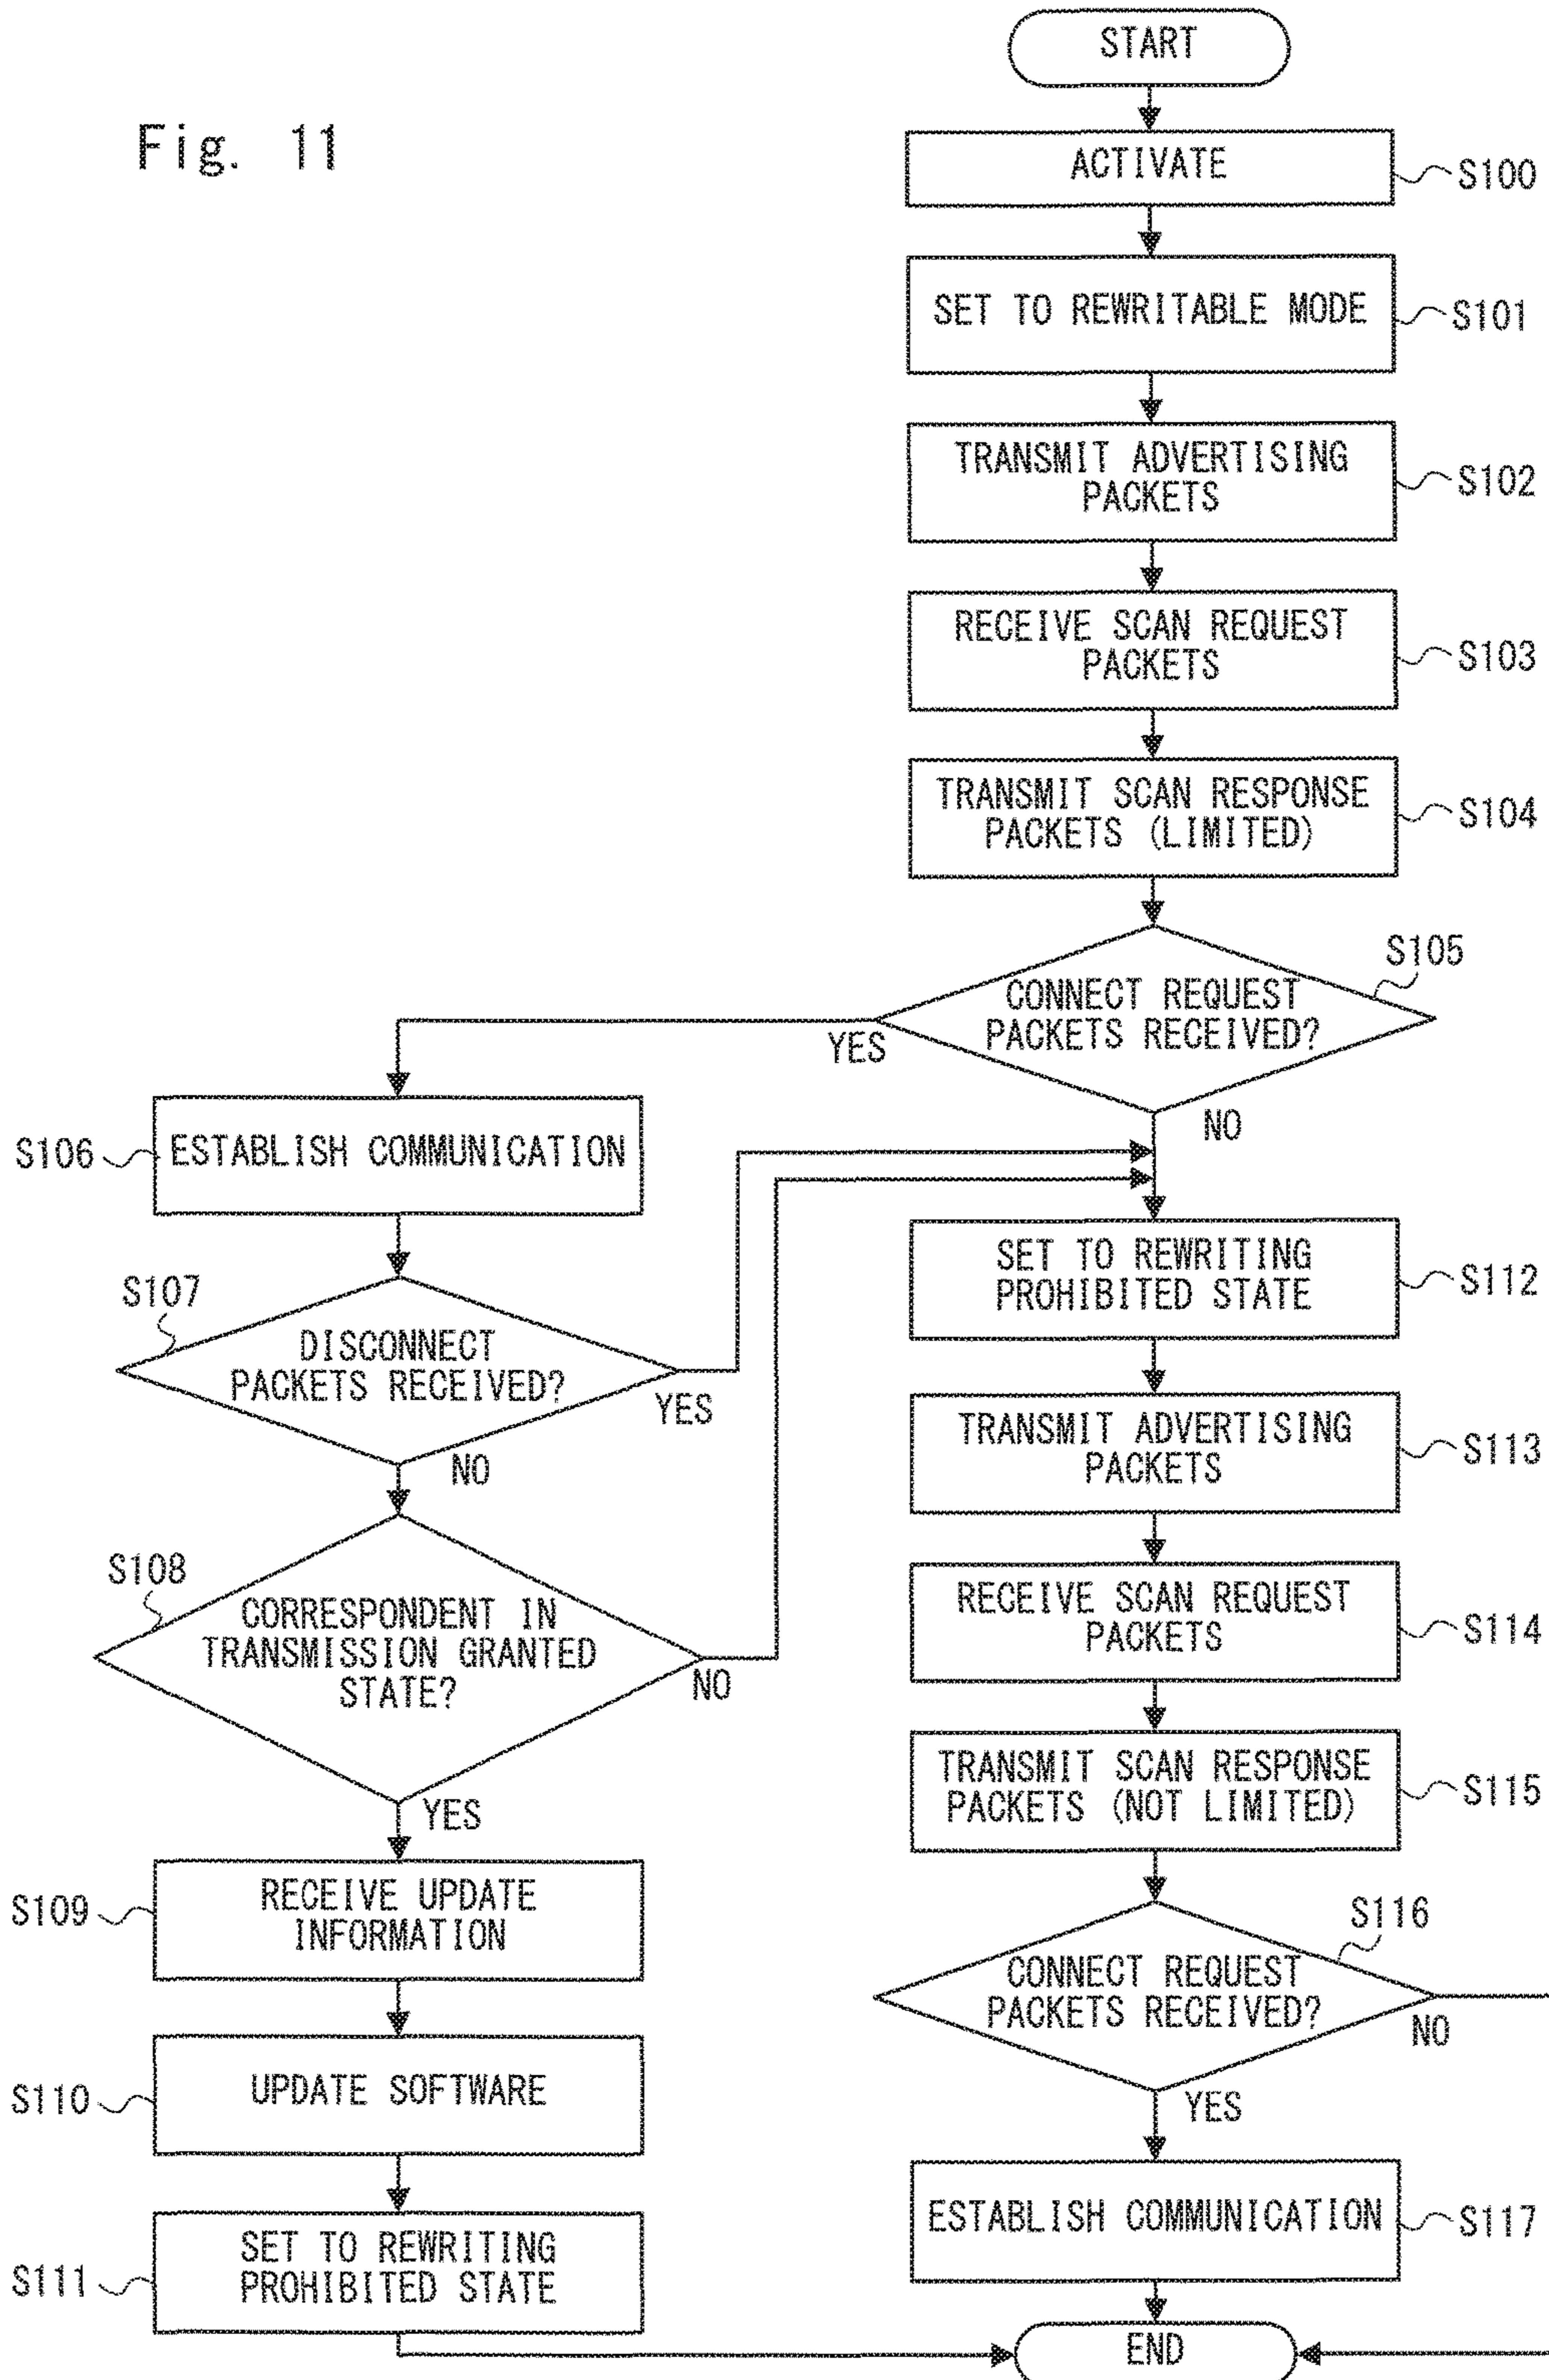 Fig. 11
START
ACTIVATE
S100
SET TO REWRITABLE MODE
S101
TRANSMIT ADVERTISING
PACKETS
S102
RECEIVE SCAN REQUEST
PACKETS
S103
TRANSMIT SCAN RESPONSE
PACKETS (LIMITED)
S104
S105
CONNECT REQUEST
PACKETS RECEIVED?
YES
NO
S106
ESTABLISH COMMUNICATION
S107
DISCONNECT
PACKETS RECEIVED?
YES
NO
S108
CORRESPONDENT IN
TRANSMISSION GRANTED
STATE?
NO
YES
S109
RECEIVE UPDATE
INFORMATION
S110
UPDATE SOFTWARE
S111
SET TO REWRITING
PROHIBITED STATE
SET TO REWRITING
PROHIBITED STATE
S112
TRANSMIT ADVERTISING
PACKETS
S113
RECEIVE SCAN REQUEST
PACKETS
S114
TRANSMIT SCAN RESPONSE
PACKETS (NOT LIMITED)
S115
S116
CONNECT REQUEST
PACKETS RECEIVED?
NO
YES
ESTABLISH COMMUNICATION
S117
END